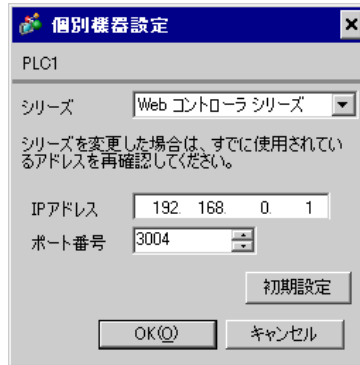 個別機器設定
PLC1
シリーズ Web コントローラ シリーズ
シリーズを変更した場合は、すでに使用されてい
るアドレスを再確認してください。
IPアドレス 192. 168. 0. 1
ポート番号 3004
初期設定
OK(O) キャンセル